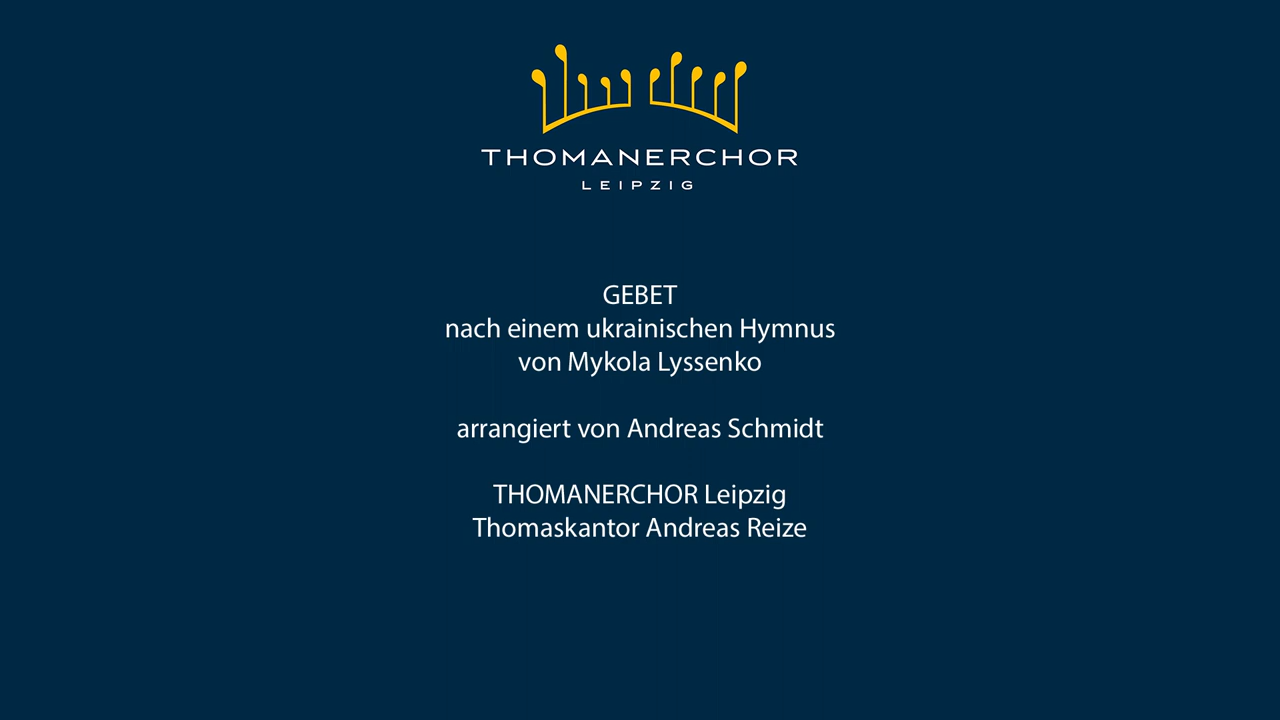 THOMANERCHOR
LEIPZIG
GEBET
nach einem ukrainischen Hymnus
von Mykola Lyssenko
arrangiert von Andreas Schmidt
THOMANERCHOR Leipzig
Thomaskantor Andreas Reize